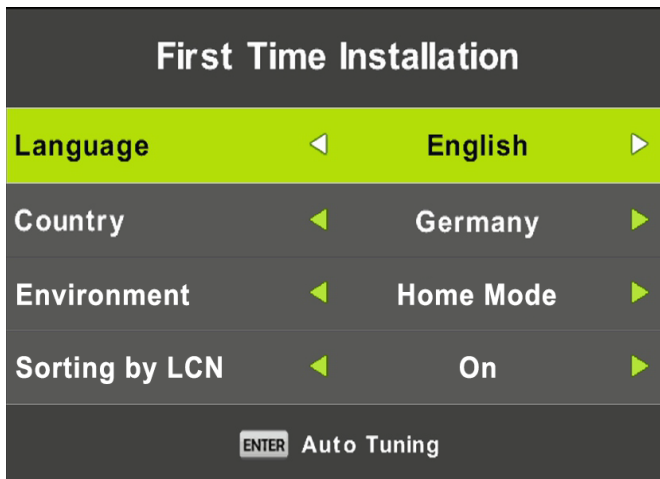 First Time Installation
Language English
Country Germany
Environment Home Mode
Sorting by LCN On
ENTER Auto Tuning